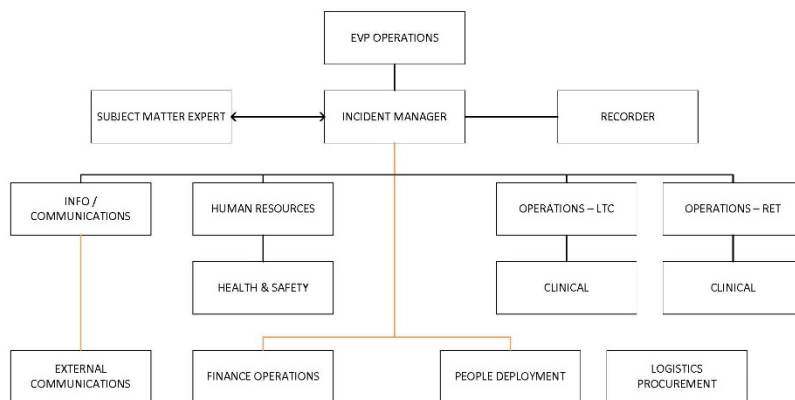 EVP OPERATIONS
SUBJECT MATTER EXPERT
INCIDENT MANAGER
RECORDER
INFO /
COMMUNICATIONS
HUMAN RESOURCES
OPERATIONS – LTC
OPERATIONS – RET
HEALTH & SAFETY
CLINICAL
CLINICAL
EXTERNAL
COMMUNICATIONS
FINANCE OPERATIONS
PEOPLE DEPLOYMENT
LOGISTICS
PROCUREMENT